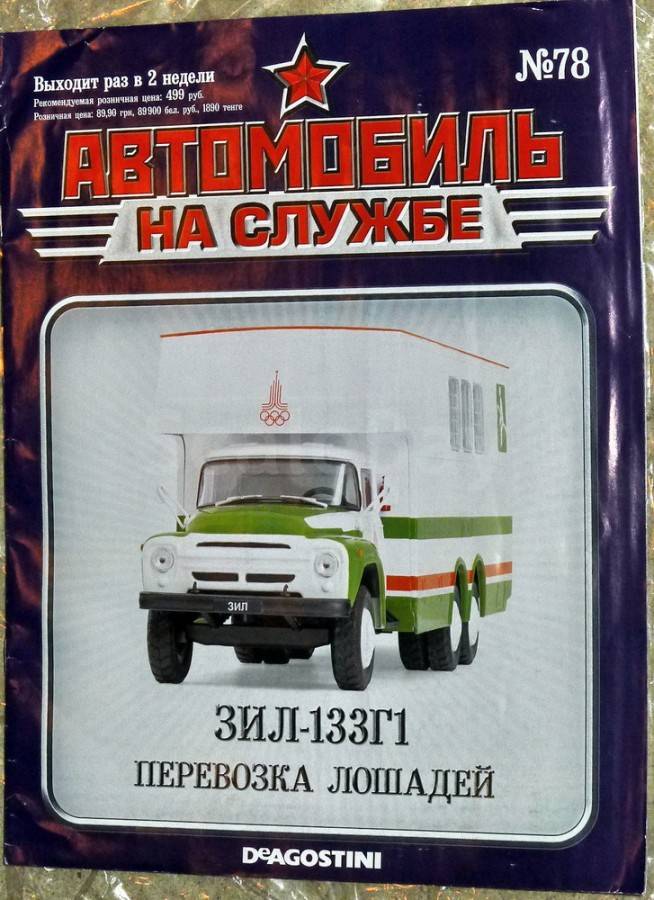 Выходит раз в 2 недели
Рекомендуемая розничная цена: 499 руб.
Розничная цена: 89,90 грн, 89 900 бел. руб., 1890 тенге
№78
АВТОМОБИЛЬ
НА СЛУЖБЕ
ЗИЛ
ЗИЛ-133Г1
ПЕРЕВОЗКА ЛОШАДЕЙ
DeAGOSTINI